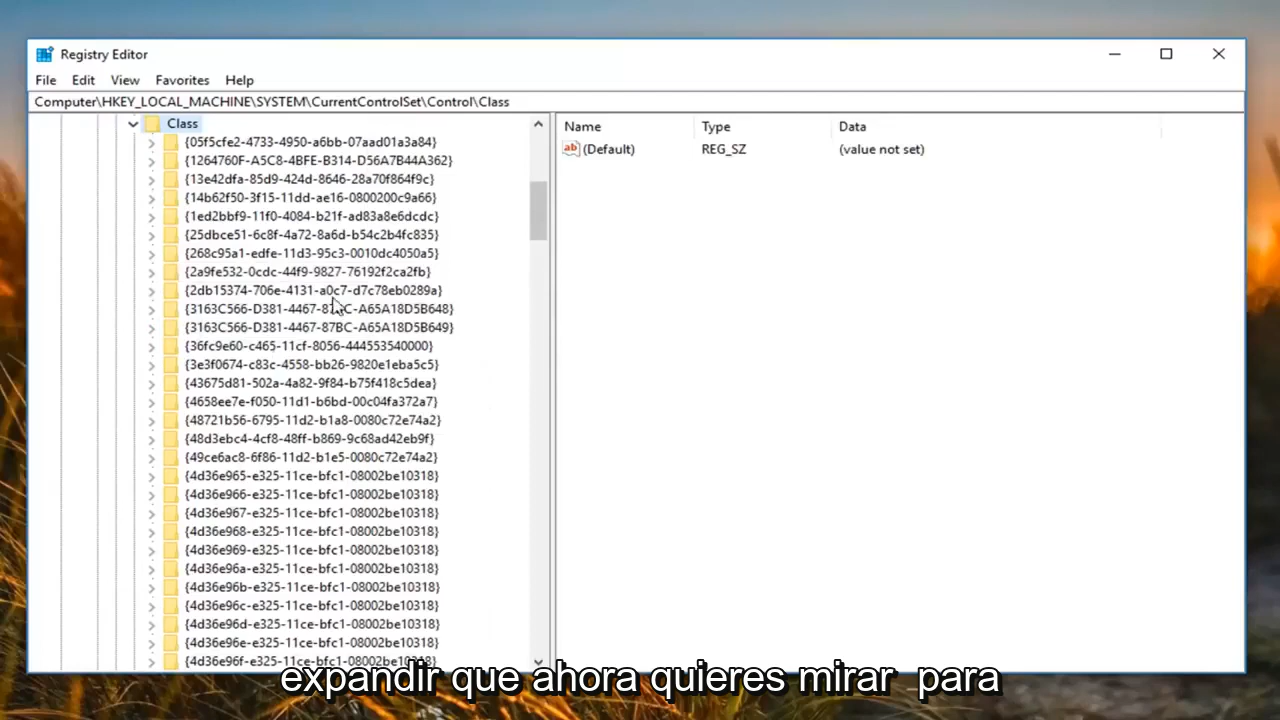 Registry Editor
File Edit View Favorites Help
Computer\HKEY_LOCAL_MACHINE\SYSTEM\CurrentControlSet\Control\Class
Class
{05f5cfe2-4733-4950-a6bb-07aad01a3a84}
{1264760F-A5C8-4BFE-B314-D56A7B44A362}
{13e42dfa-85d9-424d-8646-28a70f864f9c}
{14b62f50-3f15-11dd-ae16-0800200c9a66}
{1ed2bbf9-11f0-4084-b21f-ad83a8e6dcdc}
{25dbce51-6c8f-4a72-8a6d-b54c2b4fc835}
{268c95a1-edfe-11d3-95c3-0010dc4050a5}
{2a9fe532-0cdc-44f9-9827-76192f2ca2fb}
{2db15374-706e-4131-a0c7-d7c78eb0289a}
{3163C566-D381-4467-87BC-A65A18D5B648}
{3163C566-D381-4467-87BC-A65A18D5B649}
{36fc9e60-c465-11cf-8056-444553540000}
{3e3f0674-c83c-4558-bb26-9820e1eba5c5}
{43675d81-502a-4a82-9f84-b75f418c5dea}
{4658ee7e-f050-11d1-b6bd-00c04fa372a7}
{48721b56-6795-11d2-b1a8-0080c72e74a2}
{48d3ebc4-4cf8-48ff-b869-9c68ad42eb9f}
{49ce6ac8-6f86-11d2-b1e5-0080c72e74a2}
{4d36e965-e325-11ce-bfc1-08002be10318}
{4d36e966-e325-11ce-bfc1-08002be10318}
{4d36e967-e325-11ce-bfc1-08002be10318}
{4d36e968-e325-11ce-bfc1-08002be10318}
{4d36e969-e325-11ce-bfc1-08002be10318}
{4d36e96a-e325-11ce-bfc1-08002be10318}
{4d36e96b-e325-11ce-bfc1-08002be10318}
{4d36e96c-e325-11ce-bfc1-08002be10318}
{4d36e96d-e325-11ce-bfc1-08002be10318}
{4d36e96e-e325-11ce-bfc1-08002be10318}
{4d36e96f-e325-11ce-bfc1-08002be10318}
Name Type Data
ab (Default) REG_SZ (value not set)
expandir que ahora quieres mirar para